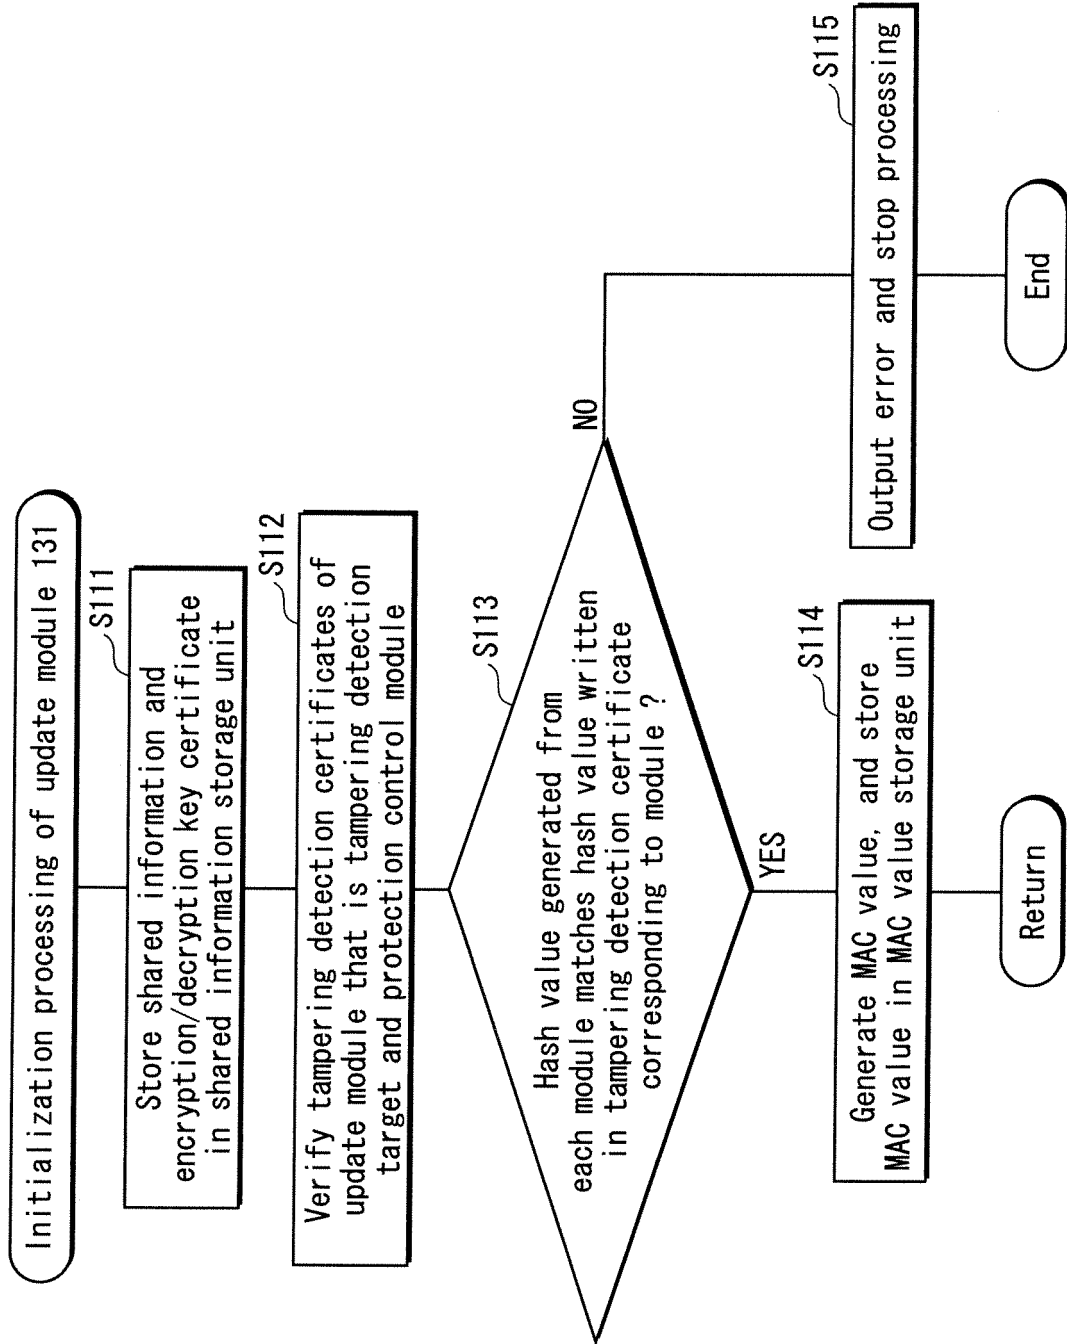 Initialization processing of update module 131
S111
Store shared information and
encryption/decryption key certificate
in shared information storage unit
S112
Verify tampering detection certificates of
update module that is tampering detection
target and protection control module
S113
Hash value generated from
each module matches hash value written
in tampering detection certificate
corresponding to module ?
NO
YES
S114
Generate MAC value, and store
MAC value in MAC value storage unit
Return
S115
Output error and stop processing
End